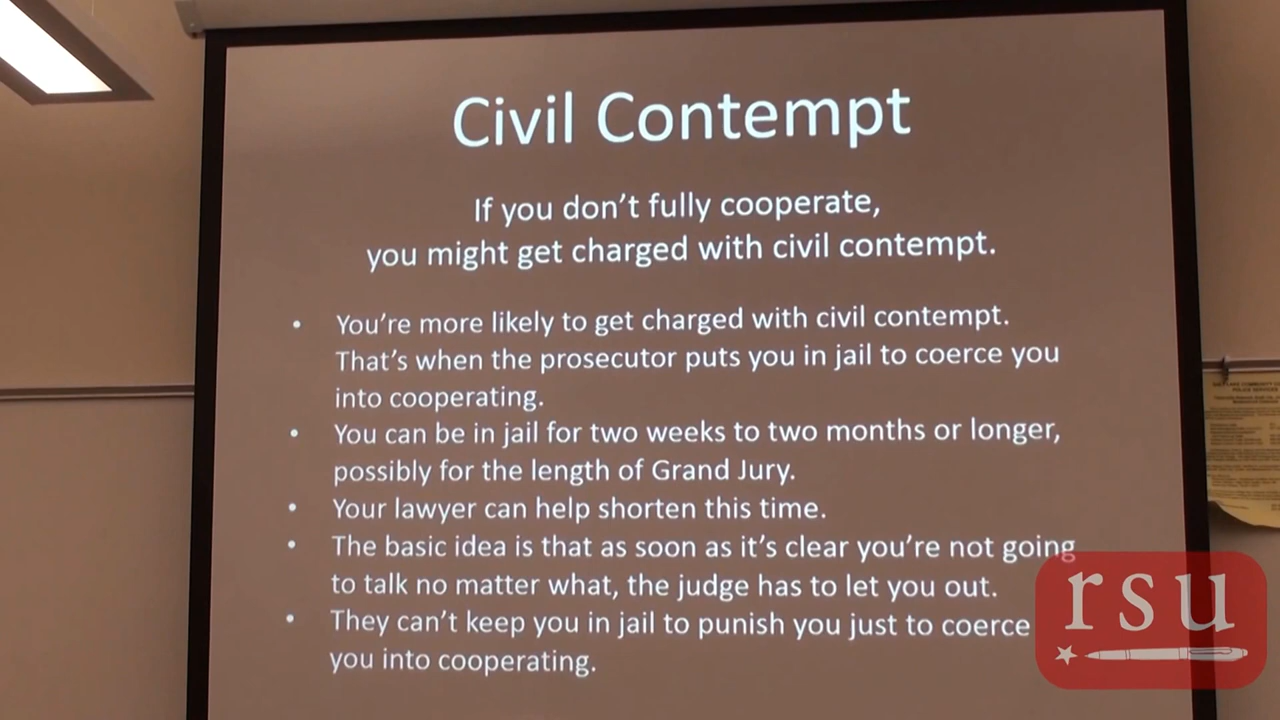 Civil Contempt
If you don't fully cooperate,
you might get charged with civil contempt.
• You're more likely to get charged with civil contempt.
That's when the prosecutor puts you in jail to coerce you
into cooperating.
• You can be in jail for two weeks to two months or longer,
possibly for the length of Grand Jury.
• Your lawyer can help shorten this time.
• The basic idea is that as soon as it's clear you're not going
to talk no matter what, the judge has to let you out.
• They can't keep you in jail to punish you just to coerce
you into cooperating.
rsu